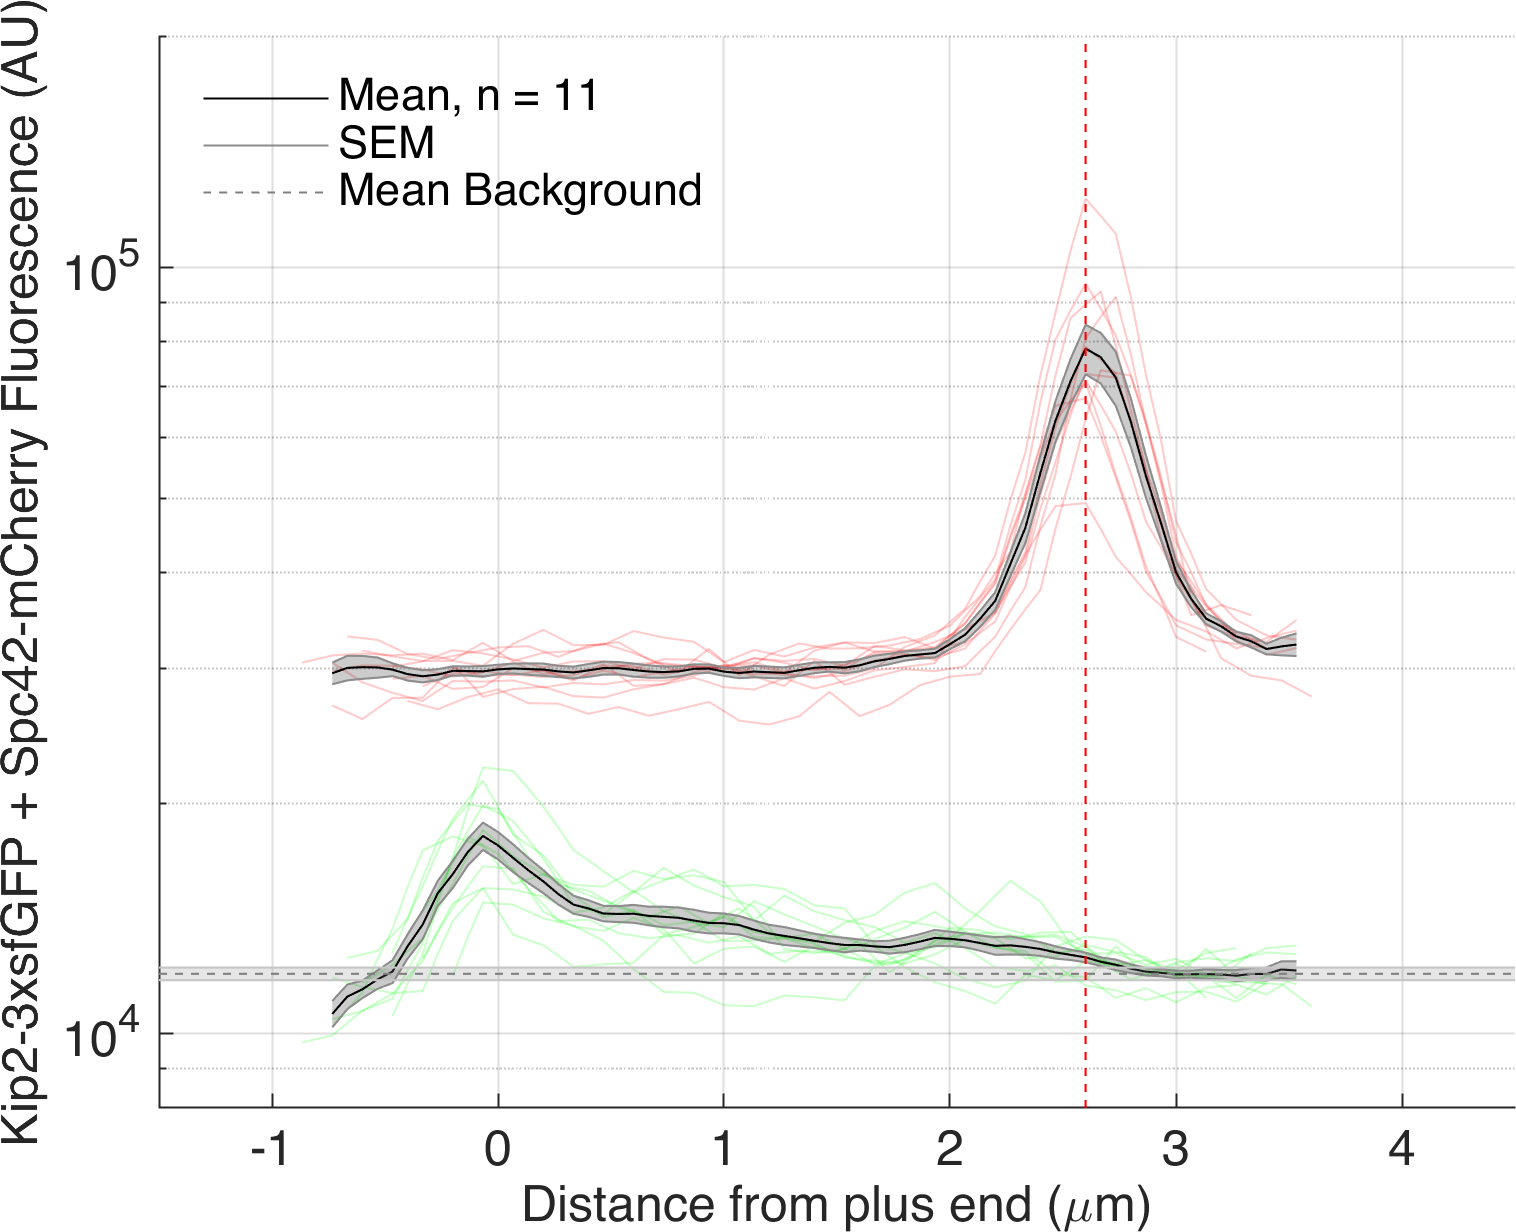 Kip2-3xsfGFP + Spc42-mCherry Fluorescence (AU)
Mean, n = 11
SEM
Mean Background
10^5
10^4
-1 0 1 2 3 4
Distance from plus end (μm)